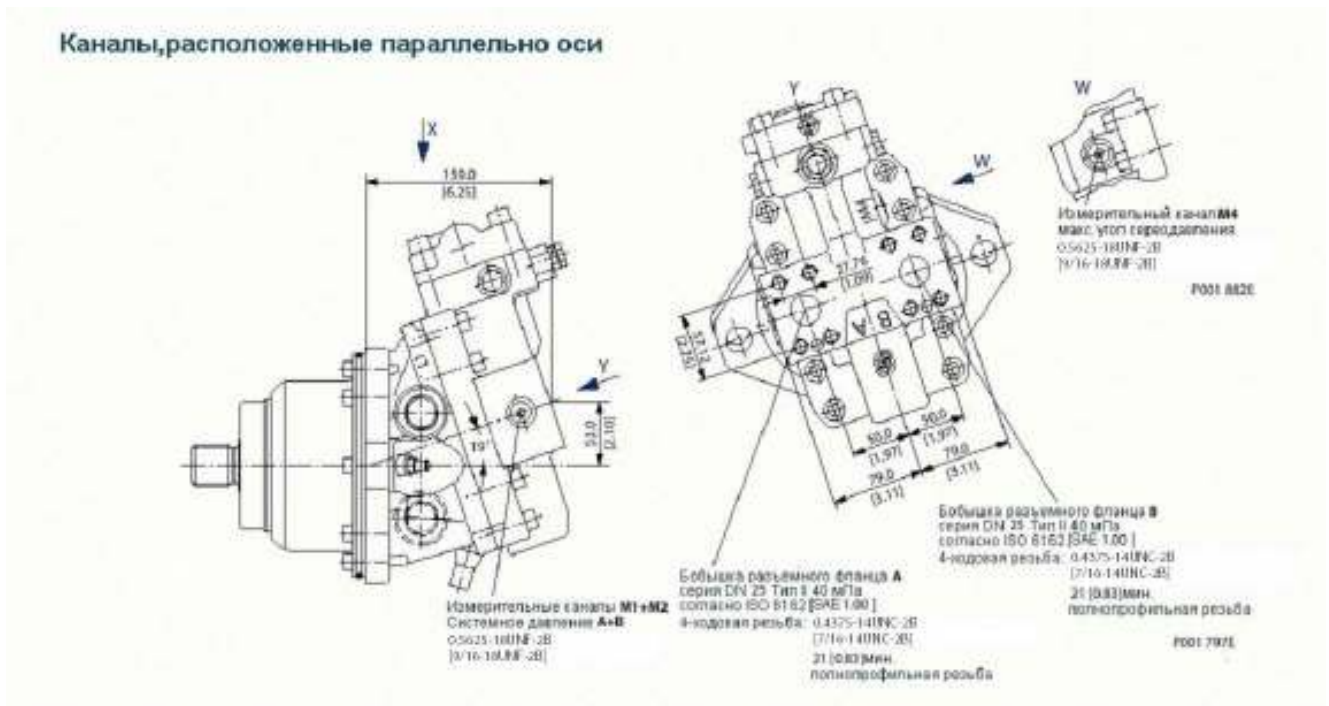 Каналы,расположенные параллельно оси
X
159.0
[6.25]
Y
53.0
[2.10]
Измерительные каналы M1+M2
Системное давление A+B
0.5625-18UNF-2B
[9/16-18UNF-2B]
Y
W
27.76
[1.09]
A
B
50.0
[1,97]
50.0
[1,97]
79.0
[3,11]
79.0
[3.11]
Бобышка разъемного фланца A
серия DN 25 Тип II 40 мПа
согласно ISO 6162 [SAE 1.00 ]
4-ходовая резьба: 0.4375-14UNC-2B
[7/16-14UNC-2B]
21 [0.83] мин.
полнопрофильная резьба
Бобышка разъемного фланца B
серия DN 25 Тип II 40 мПа
согласно ISO 6162 [SAE 1.00 ]
4-ходовая резьба: 0.4375-14UNC-2B
[7/16-14UNC-2B]
21 [0.83] мин.
полнопрофильная резьба
P001 797E
W
Измерительный канал M4
макс. угол
0.5625-18UNF-2B
[9/16-18UNF-2B]
P001 882E